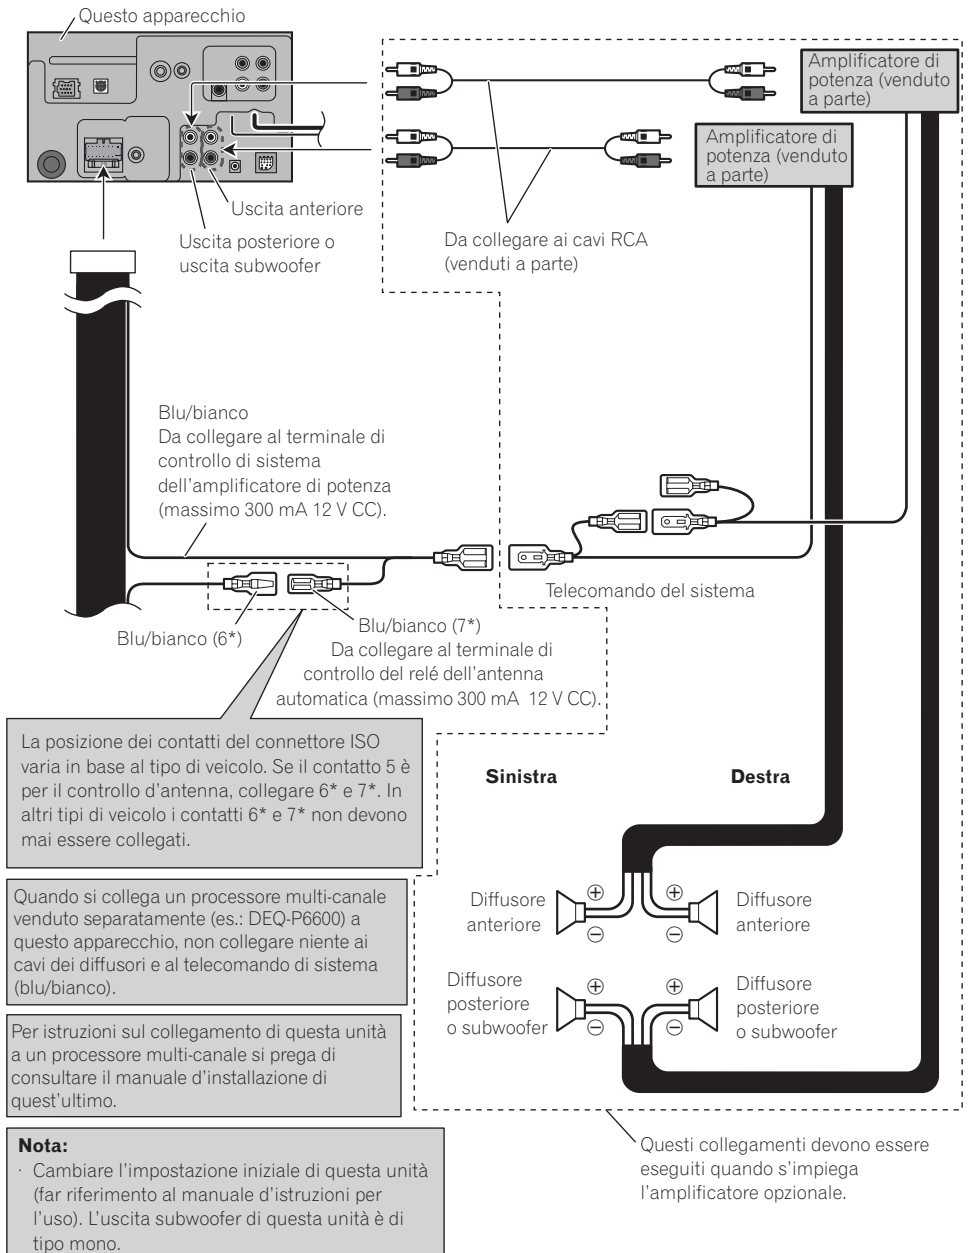 Questo apparecchio
Amplificatore di
potenza (venduto
a parte)
Amplificatore di
potenza (venduto
a parte)
Uscita anteriore
Uscita posteriore o
uscita subwoofer
Da collegare ai cavi RCA
(venduti a parte)
Blu/bianco
Da collegare al terminale di
controllo di sistema
dell'amplificatore di potenza
(massimo 300 mA 12 V CC).
Telecomando del sistema
Blu/bianco (6*)
Blu/bianco (7*)
Da collegare al terminale di
controllo del relé dell'antenna
automatica (massimo 300 mA 12 V CC).
La posizione dei contatti del connettore ISO
varia in base al tipo di veicolo. Se il contatto 5 è
per il controllo d'antenna, collegare 6* e 7*. In
altri tipi di veicolo i contatti 6* e 7* non devono
mai essere collegati.
Sinistra
Destra
Quando si collega un processore multi-canale
venduto separatamente (es.: DEQ-P6600) a
questo apparecchio, non collegare niente ai
cavi dei diffusori e al telecomando di sistema
(blu/bianco).
Diffusore
anteriore
+
−
+
−
Diffusore
anteriore
Diffusore
posteriore
o subwoofer
+
−
+
−
Diffusore
posteriore
o subwoofer
Per istruzioni sul collegamento di questa unità
a un processore multi-canale si prega di
consultare il manuale d'installazione di
quest'ultimo.
Nota:
· Cambiare l'impostazione iniziale di questa unità
(far riferimento al manuale d'istruzioni per
l'uso). L'uscita subwoofer di questa unità è di
tipo mono.
Questi collegamenti devono essere
eseguiti quando s'impiega
l'amplificatore opzionale.